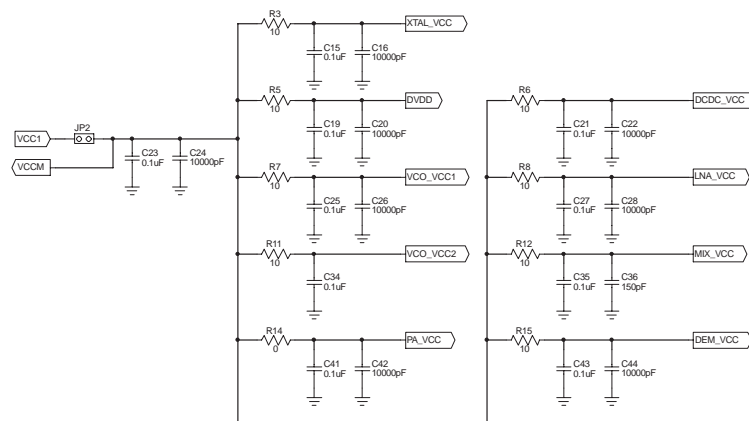 R3
10
XTAL_VCC
C15
0.1uF
C16
10000pF
R5
10
DVDD
C19
0.1uF
C20
10000pF
R6
10
DCDC_VCC
C21
0.1uF
C22
10000pF
VCC1
JP2
VCCM
C23
0.1uF
C24
10000pF
R7
10
VCO_VCC1
C25
0.1uF
C26
10000pF
R8
10
LNA_VCC
C27
0.1uF
C28
10000pF
R11
10
VCO_VCC2
C34
0.1uF
R12
10
MIX_VCC
C35
0.1uF
C36
150pF
R14
0
PA_VCC
C41
0.1uF
C42
10000pF
R15
10
DEM_VCC
C43
0.1uF
C44
10000pF